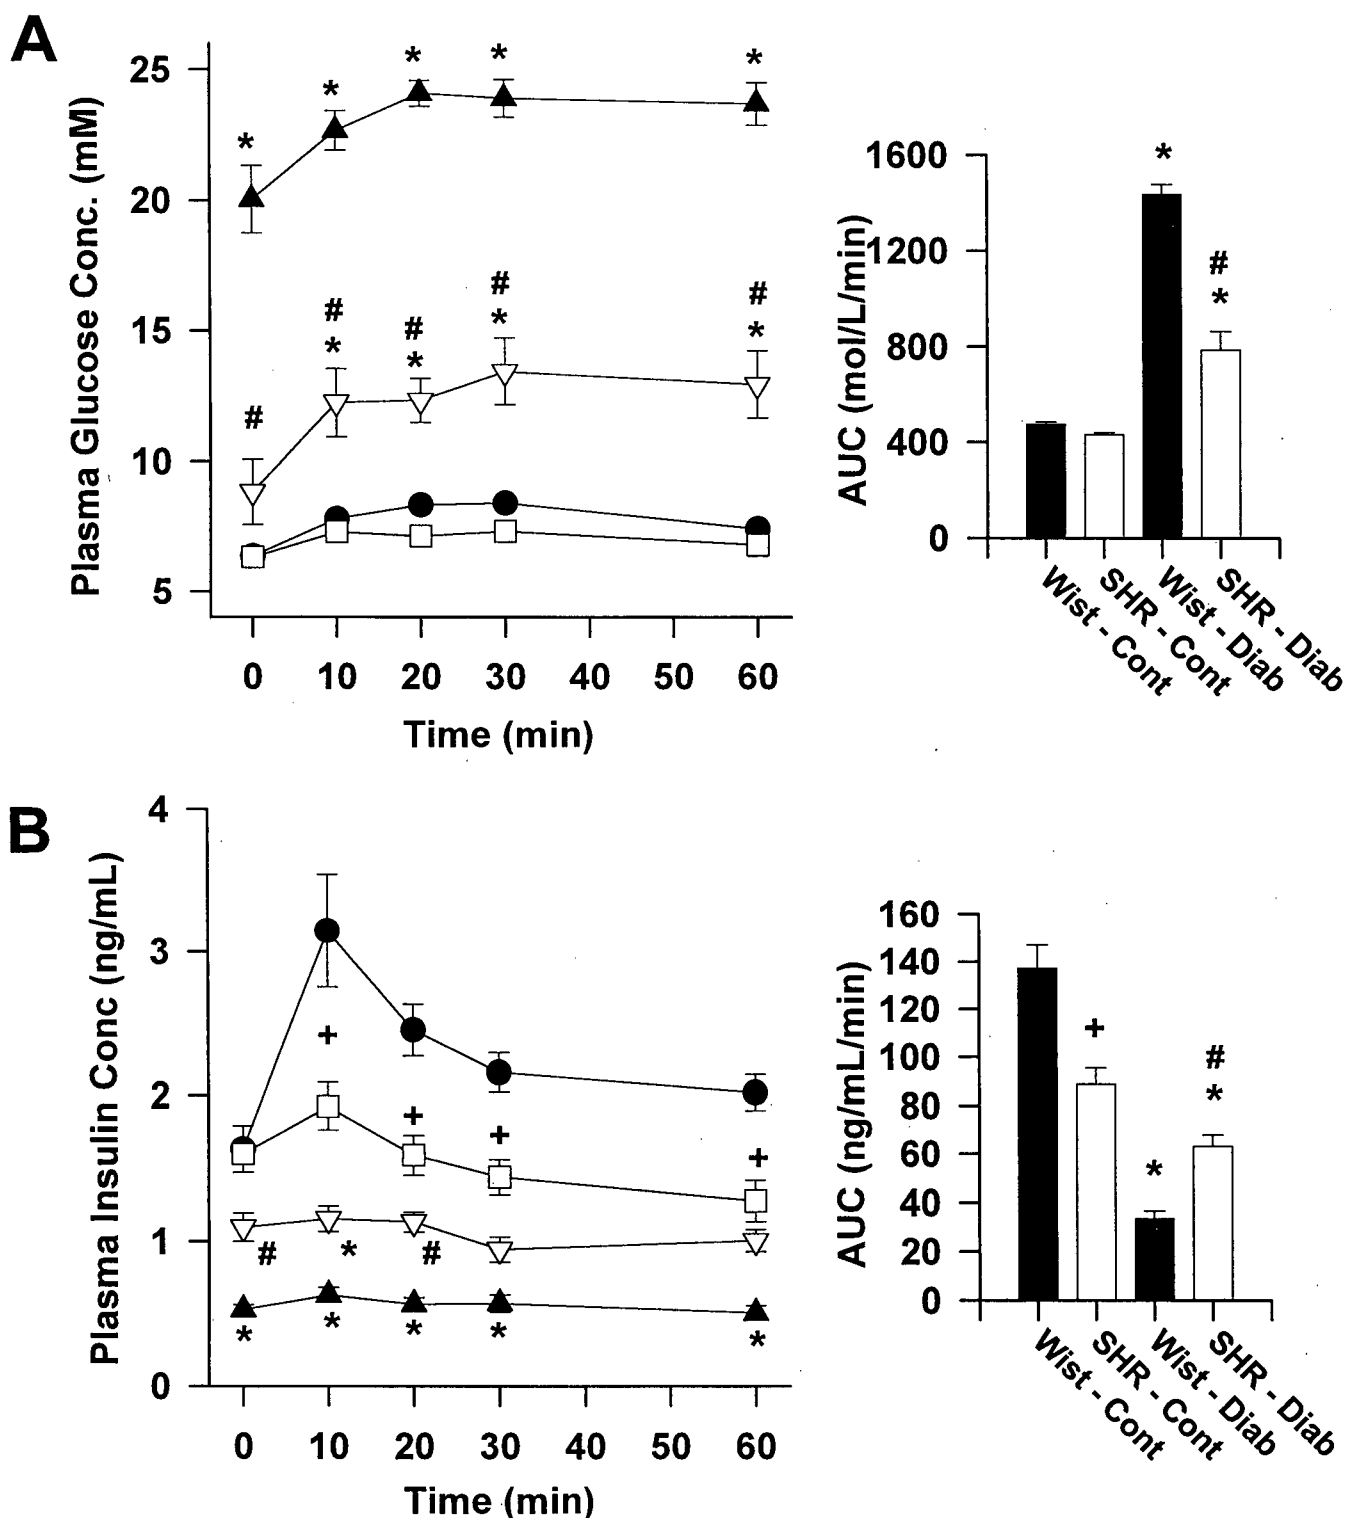 A
Plasma Glucose Conc. (mM)
25
20
15
10
5
* * * * *
# # # # #
* * * *
0 10 20 30 40 50 60
Time (min)
AUC (mol/L/min)
1600
1200
800
400
0
*
#
*
Wist - Cont
SHR - Cont
Wist - Diab
SHR - Diab
B
Plasma Insulin Conc (ng/mL)
4
3
2
1
0
+ + + +
# * #
* * * * *
0 10 20 30 40 50 60
Time (min)
AUC (ng/mL/min)
160
140
120
100
80
60
40
20
0
+
*
#
*
Wist - Cont
SHR - Cont
Wist - Diab
SHR - Diab